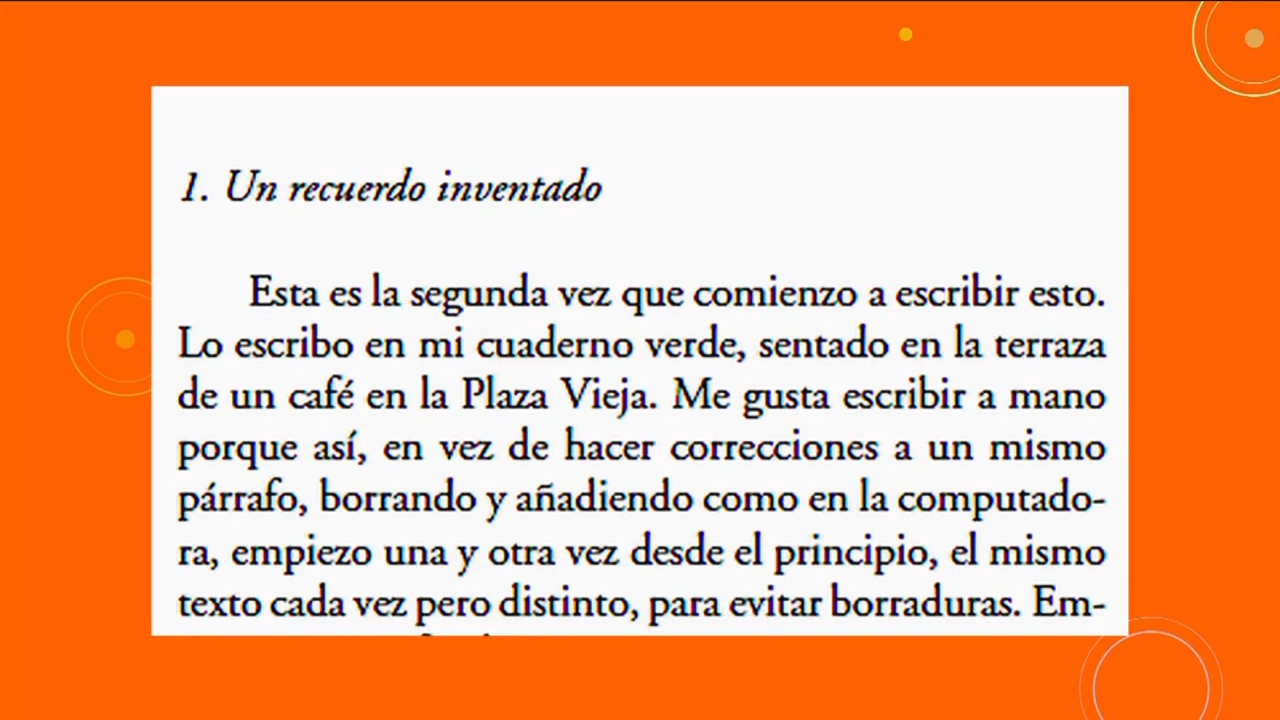 1. Un recuerdo inventado
Esta es la segunda vez que comienzo a escribir esto.
Lo escribo en mi cuaderno verde, sentado en la terraza
de un café en la Plaza Vieja. Me gusta escribir a mano
porque así, en vez de hacer correcciones a un mismo
párrafo, borrando y añadiendo como en la computado-
ra, empiezo una y otra vez desde el principio, el mismo
texto cada vez pero distinto, para evitar borraduras. Em-